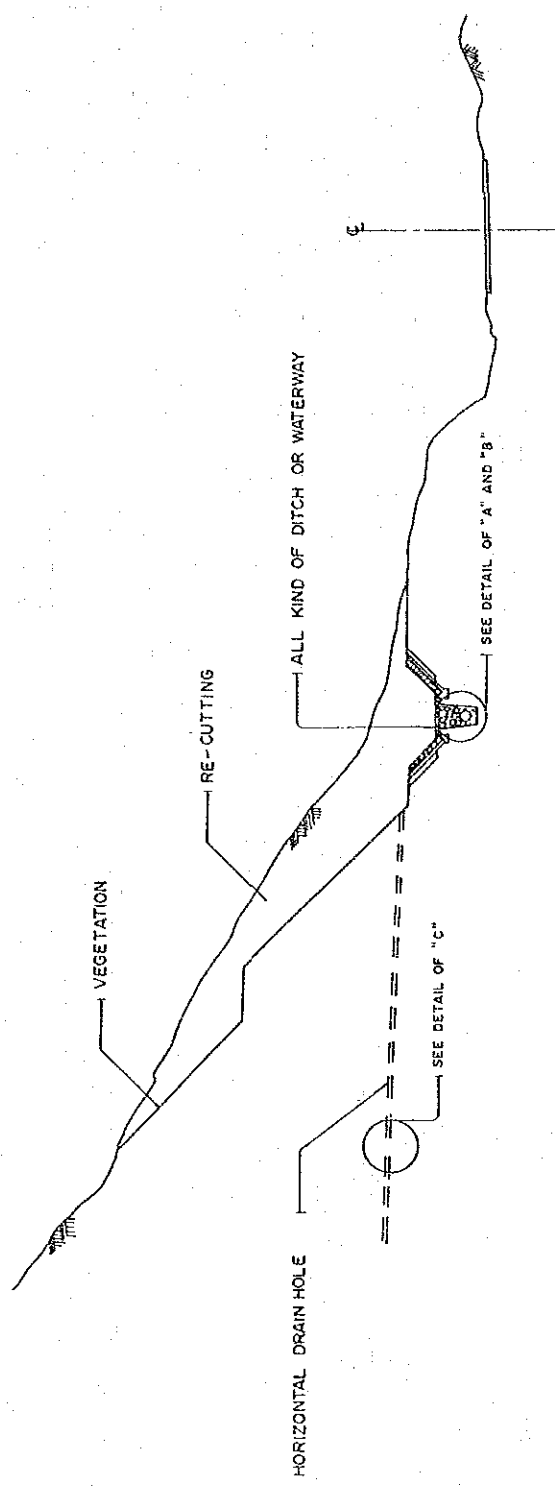 VEGETATION
RE-CUTTING
ALL KIND OF DITCH OR WATERWAY
℄
HORIZONTAL DRAIN HOLE
SEE DETAIL OF "C"
SEE DETAIL OF "A" AND "B"